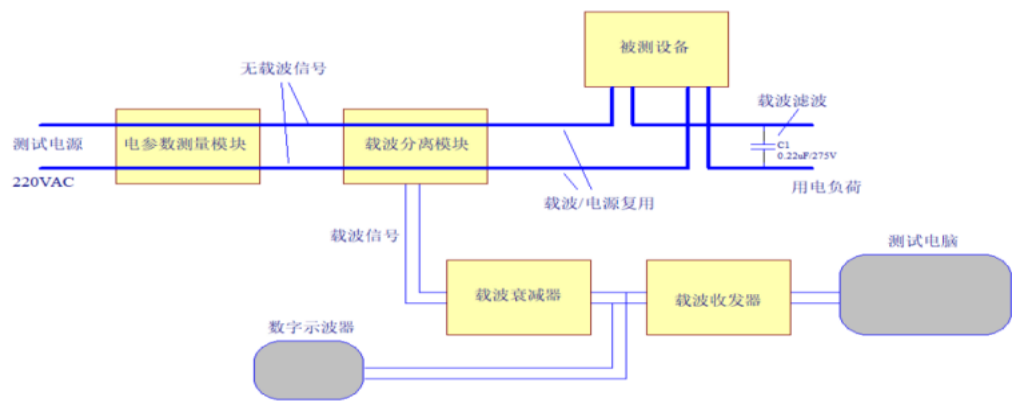 被测设备
无载波信号
载波滤波
测试电源
电参数测量模块
载波分离模块
C1
0.22uF/275V
220VAC
用电负荷
载波/电源复用
载波信号
测试电脑
载波衰减器
载波收发器
数字示波器